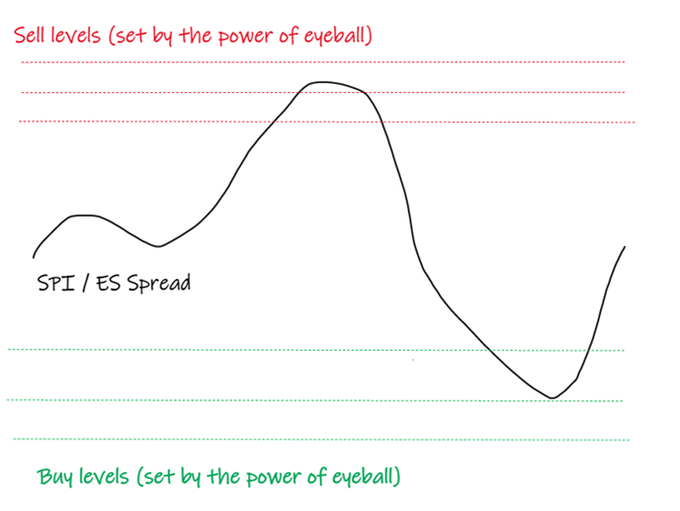 Sell levels (set by the power of eyeball)
SPI / ES Spread
Buy levels (set by the power of eyeball)